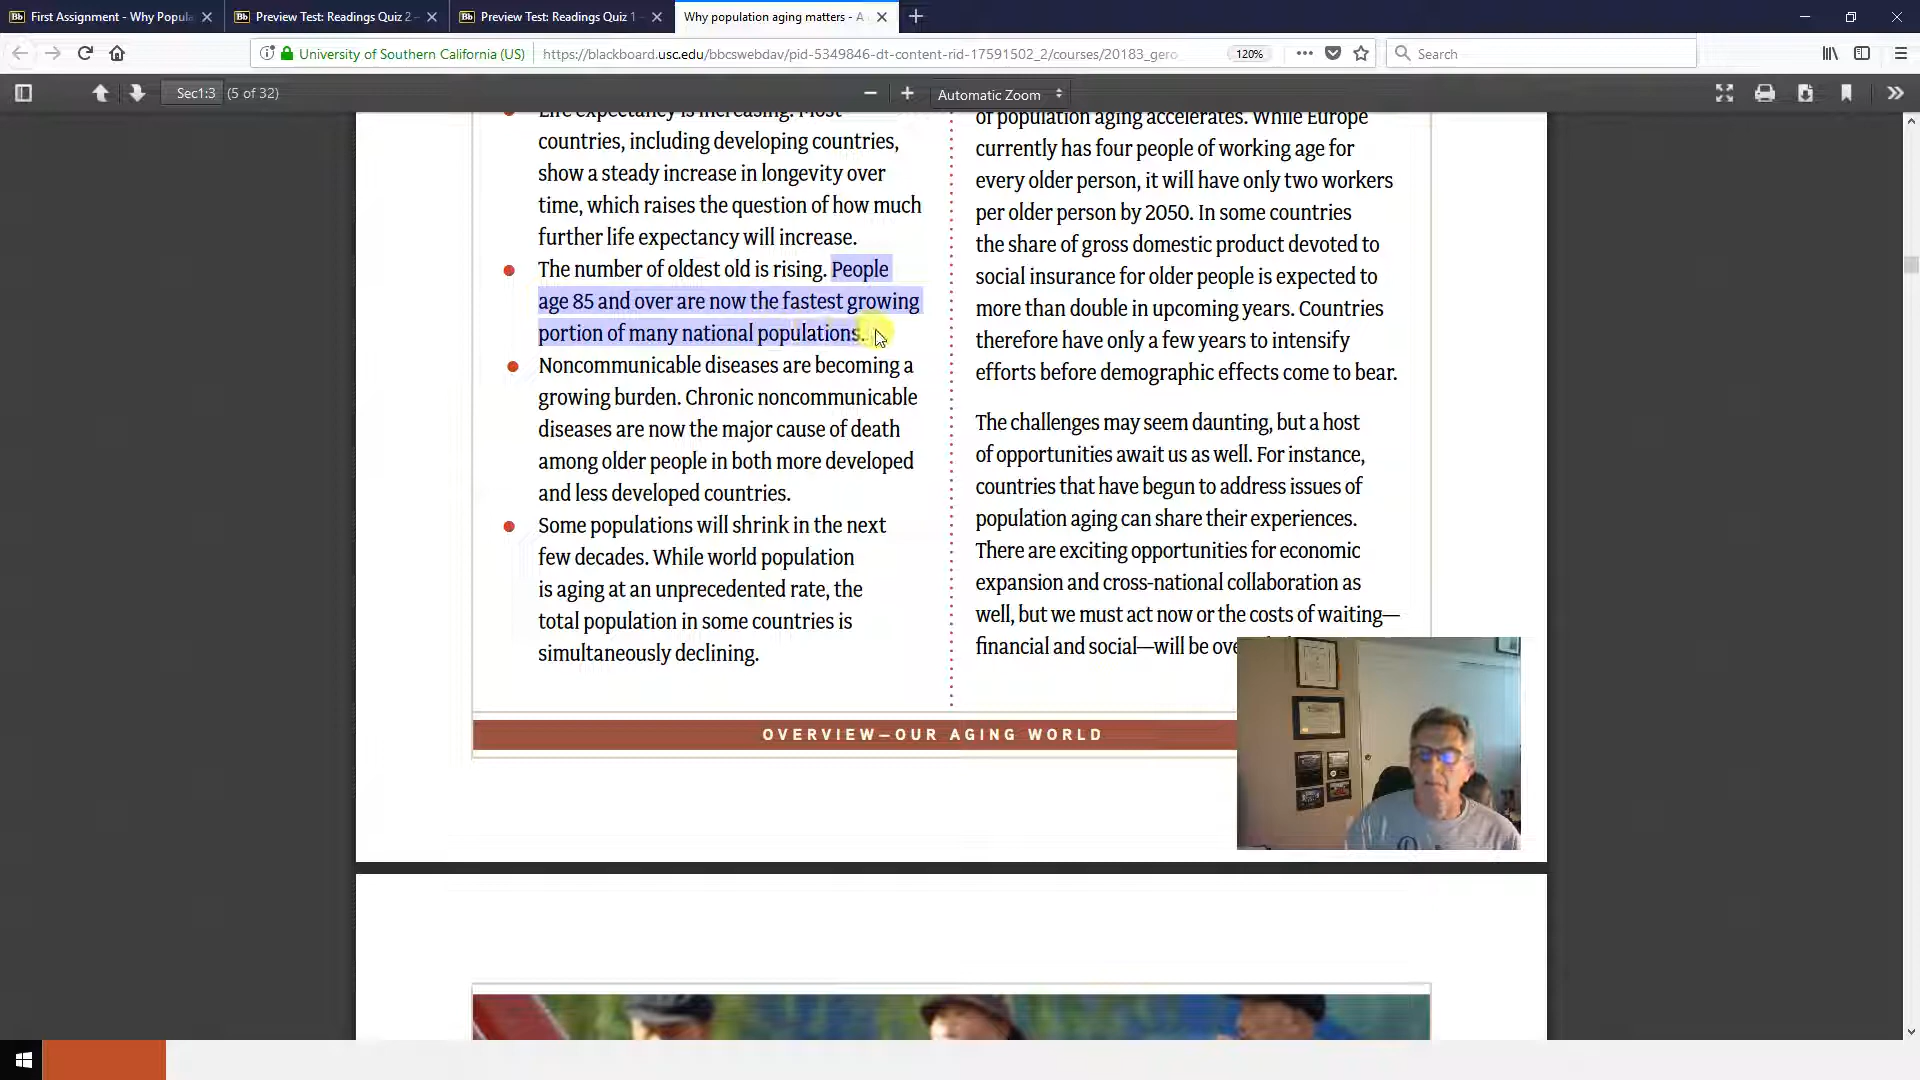 First Assignment - Why Popula
Preview Test: Readings Quiz 2 –
Preview Test: Readings Quiz 1 –
Why population aging matters - A
University of Southern California (US)
https://blackboard.usc.edu/bbcswebdav/pid-5349846-dt-content-rid-17591502_2/courses/20183_gero
120%
Search
Sec1:3
(5 of 32)
Automatic Zoom
Life expectancy is increasing. Most
countries, including developing countries,
show a steady increase in longevity over
time, which raises the question of how much
further life expectancy will increase.
The number of oldest old is rising. People
age 85 and over are now the fastest growing
portion of many national populations.
Noncommunicable diseases are becoming a
growing burden. Chronic noncommunicable
diseases are now the major cause of death
among older people in both more developed
and less developed countries.
Some populations will shrink in the next
few decades. While world population
is aging at an unprecedented rate, the
total population in some countries is
simultaneously declining.
of population aging accelerates. While Europe
currently has four people of working age for
every older person, it will have only two workers
per older person by 2050. In some countries
the share of gross domestic product devoted to
social insurance for older people is expected to
more than double in upcoming years. Countries
therefore have only a few years to intensify
efforts before demographic effects come to bear.
The challenges may seem daunting, but a host
of opportunities await us as well. For instance,
countries that have begun to address issues of
population aging can share their experiences.
There are exciting opportunities for economic
expansion and cross-national collaboration as
well, but we must act now or the costs of waiting—
financial and social—will be
OVERVIEW—OUR AGING WORLD